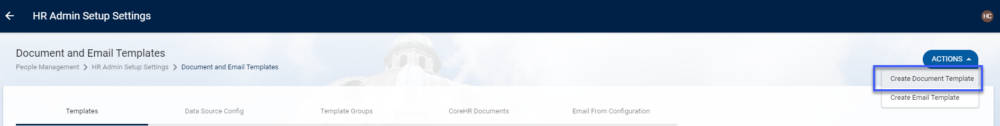 HR Admin Setup Settings
HC
Document and Email Templates
People Management > HR Admin Setup Settings > Document and Email Templates
ACTIONS
Create Document Template
Create Email Template
Templates Data Source Config Template Groups CoreHR Documents Email From Configuration